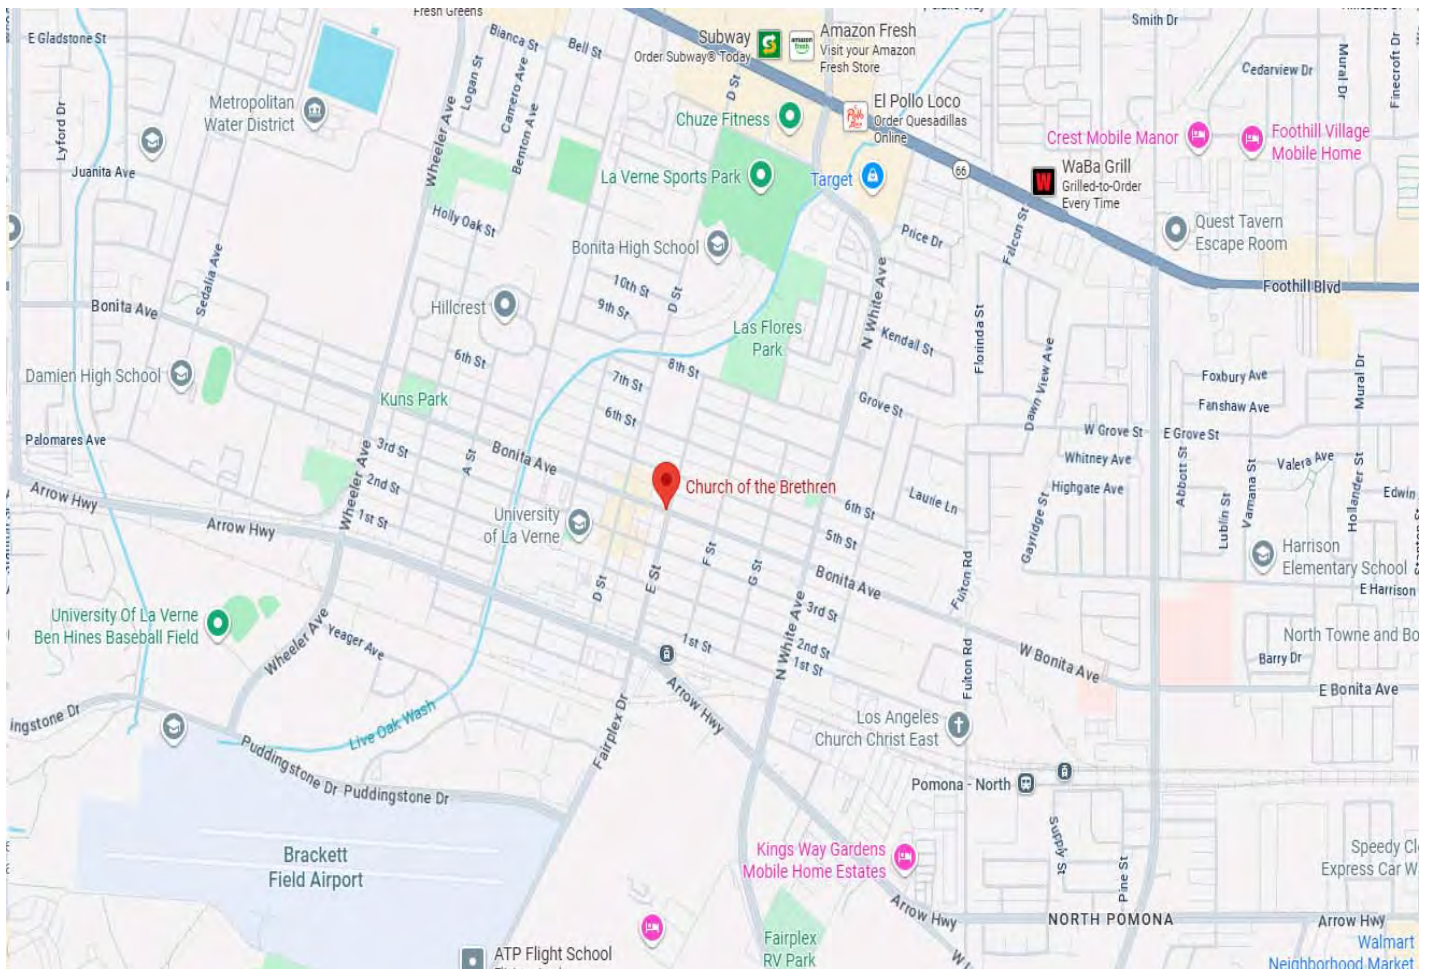 Fresh Greens
E Gladstone St
Bianca St
Bell St
Logan St
Camero Ave
Benton Ave
Wheeler Ave
Lyford Dr
Metropolitan
Water District
Juanita Ave
Holly Oak St
Sedalia Ave
Subway
Order Subway® Today
Amazon Fresh
Visit your Amazon
Fresh Store
amazon
fresh
D St
Chuze Fitness
El Pollo Loco
Order Quesadillas
Online
La Verne Sports Park
Target
66
WaBa Grill
Grilled-to-Order
Every Time
Smith Dr
Cedarview Dr
Mural Dr
Finecroft Dr
Crest Mobile Manor
Foothill Village
Mobile Home
Quest Tavern
Escape Room
Foothill Blvd
Price Dr
Falcon St
Bonita High School
10th St
9th St
D St
Hillcrest
Bonita Ave
Damien High School
Kuns Park
6th St
7th St
8th St
6th St
Las Flores
Park
N White Ave
Kendall St
Florinda St
Dawn View Ave
Grove St
Foxbury Ave
Fanshaw Ave
Mural Dr
W Grove St
E Grove St
Whitney Ave
Highgate Ave
Abbott St
Valera Ave
Vamana St
Lublin St
Hollander St
Edwin
Palomares Ave
3rd St
2nd St
1st St
A St
Wheeler Ave
Bonita Ave
Arrow Hwy
Arrow Hwy
University
of La Verne
Church of the Brethren
6th St
5th St
Laurie Ln
Gayridge St
Fulton Rd
Harrison
Elementary School
E Harrison
D St
E St
F St
G St
Bonita Ave
3rd St
2nd St
1st St
1st St
N White Ave
University Of La Verne
Ben Hines Baseball Field
Wheeler Ave
Yeager Ave
North Towne and Bo
Barry Dr
W Bonita Ave
E Bonita Ave
Fulton Rd
Arrow Hwy
Fairplex Dr
Live Oak Wash
ingstone Dr
Puddingstone Dr
Puddingstone Dr
Los Angeles
Church Christ East
Pomona - North
Supply St
Pine St
Brackett
Field Airport
Kings Way Gardens
Mobile Home Estates
Speedy Cl
Express Car W
Arrow Hwy
NORTH POMONA
Arrow Hwy
ATP Flight School
Fairplex
RV Park
Walmart
Neighborhood Market